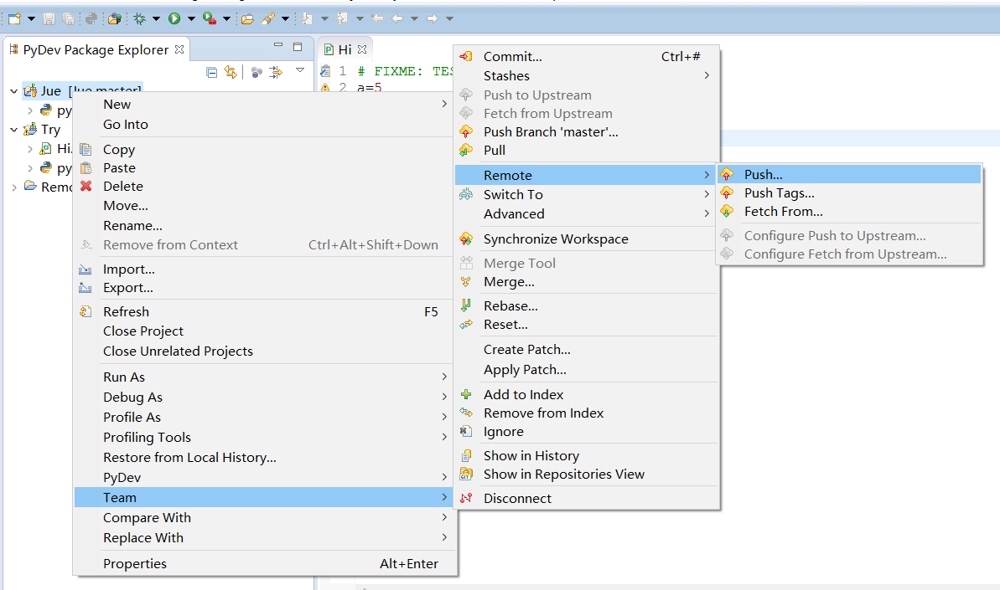 PyDev Package Explorer
Hi
1 # FIXME: TES
2 a=5
Jue [Jue master]
py
Try
Hi.
py
Remo
New
Go Into
Copy
Paste
Delete
Move...
Rename...
Remove from Context Ctrl+Alt+Shift+Down
Import...
Export...
Refresh F5
Close Project
Close Unrelated Projects
Run As
Debug As
Profile As
Profiling Tools
Restore from Local History...
PyDev
Team
Compare With
Replace With
Properties Alt+Enter
Commit... Ctrl+#
Stashes
Push to Upstream
Fetch from Upstream
Push Branch 'master'...
Pull
Remote
Switch To
Advanced
Synchronize Workspace
Merge Tool
Merge...
Rebase...
Reset...
Create Patch...
Apply Patch...
Add to Index
Remove from Index
Ignore
Show in History
Show in Repositories View
Disconnect
Push...
Push Tags...
Fetch From...
Configure Push to Upstream...
Configure Fetch from Upstream...